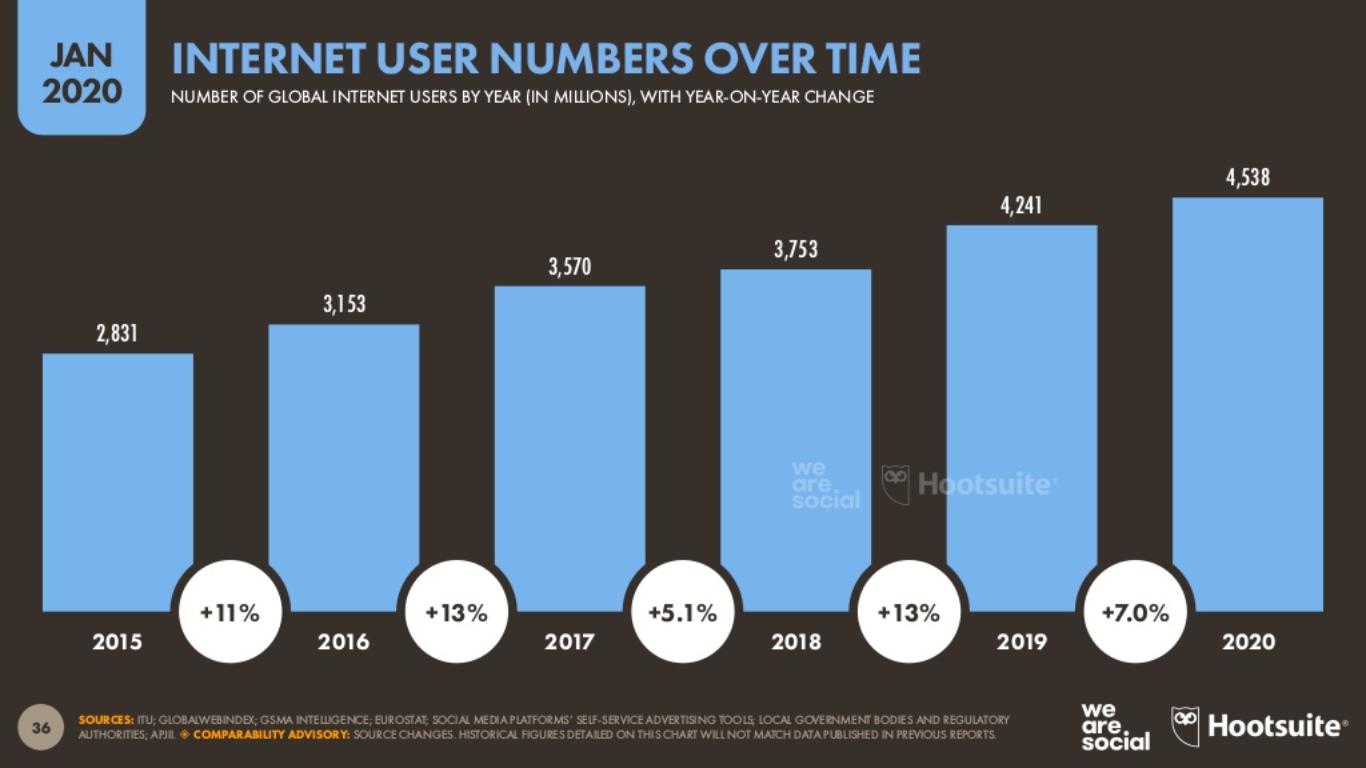 JAN
2020
INTERNET USER NUMBERS OVER TIME
NUMBER OF GLOBAL INTERNET USERS BY YEAR (IN MILLIONS), WITH YEAR-ON-YEAR CHANGE
2,831
3,153
3,570
3,753
4,241
4,538
we
are
social
Hootsuite®
+11%
+13%
+5.1%
+13%
+7.0%
2015
2016
2017
2018
2019
2020
36
SOURCES: ITU; GLOBALWEBINDEX; GSMA INTELLIGENCE; EUROSTAT; SOCIAL MEDIA PLATFORMS' SELF-SERVICE ADVERTISING TOOLS; LOCAL GOVERNMENT BODIES AND REGULATORY
AUTHORITIES; APJII. ◈ COMPARABILITY ADVISORY: SOURCE CHANGES. HISTORICAL FIGURES DETAILED ON THIS CHART WILL NOT MATCH DATA PUBLISHED IN PREVIOUS REPORTS.
we
are
social
Hootsuite®